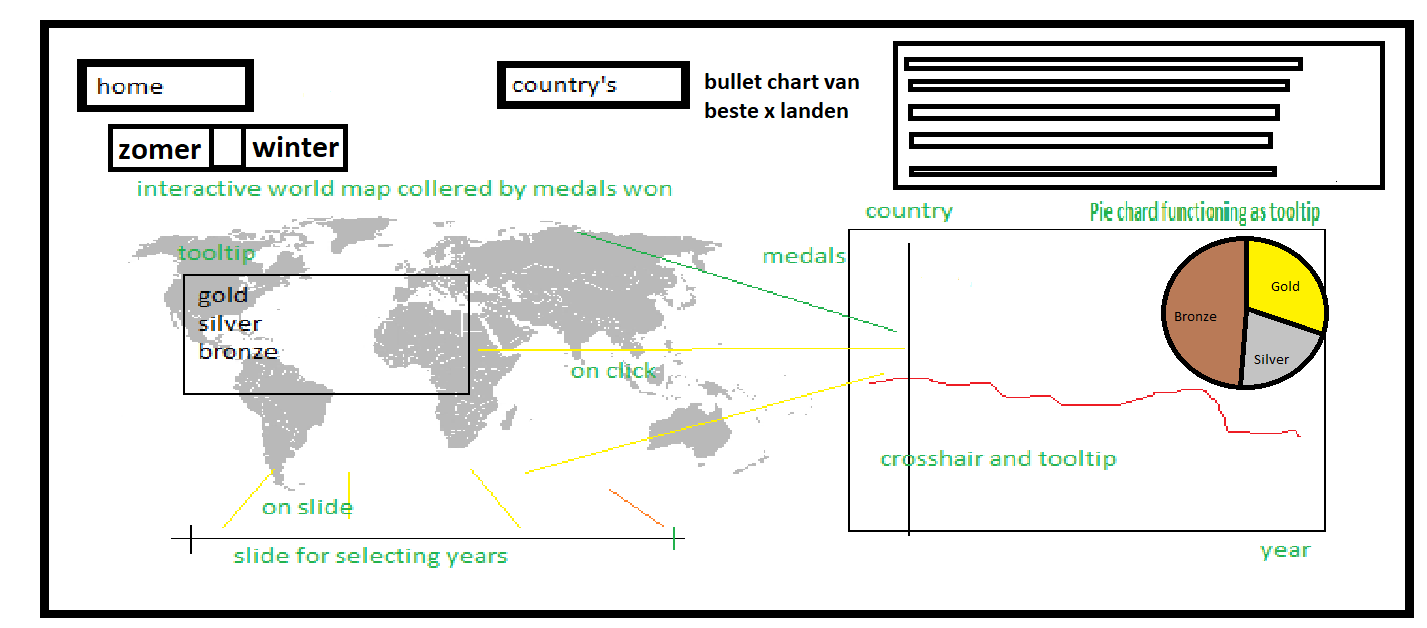 home
country's
bullet chart van
beste x landen
zomer
winter
interactive world map collered by medals won
country
Pie chard functioning as tooltip
tooltip
medals
gold
silver
bronze
Gold
Bronze
Silver
on click
crosshair and tooltip
on slide
slide for selecting years
year